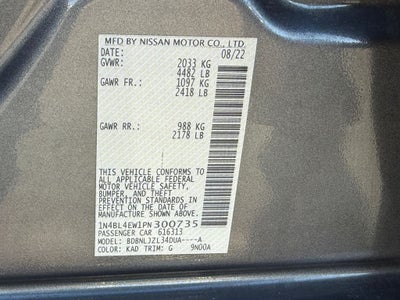 MFD BY NISSAN MOTOR CO., LTD.
DATE: 08/22
GVWR: 2033 KG
4482 LB
GAWR FR.: 1097 KG
2418 LB
GAWR RR.: 988 KG
2178 LB
THIS VEHICLE CONFORMS TO
ALL APPLICABLE FEDERAL
MOTOR VEHICLE SAFETY,
BUMPER, AND THEFT
PREVENTION STANDARDS IN
EFFECT ON THE DATE OF
MANUFACTURE SHOWN ABOVE.
1N4BL4EW1PN300735
PASSENGER CAR 616313
MODEL: BDBNLJZL34DUA----A
COLOR: KAD TRIM: G 9N00A